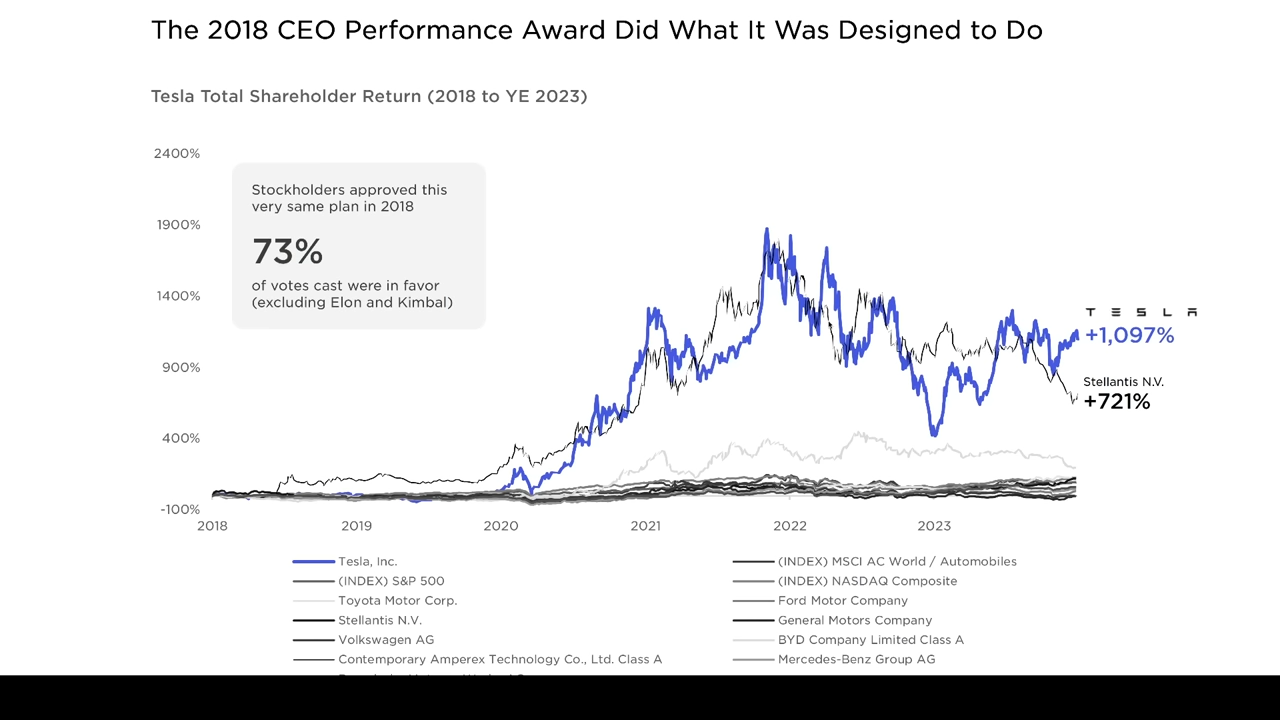 The 2018 CEO Performance Award Did What It Was Designed to Do
Tesla Total Shareholder Return (2018 to YE 2023)
2400%
1900%
1400%
900%
400%
-100%
Stockholders approved this
very same plan in 2018
73%
of votes cast were in favor
(excluding Elon and Kimbal)
TESLA
+1,097%
Stellantis N.V.
+721%
2018 2019 2020 2021 2022 2023
Tesla, Inc.
(INDEX) S&P 500
Toyota Motor Corp.
Stellantis N.V.
Volkswagen AG
Contemporary Amperex Technology Co., Ltd. Class A
(INDEX) MSCI AC World / Automobiles
(INDEX) NASDAQ Composite
Ford Motor Company
General Motors Company
BYD Company Limited Class A
Mercedes-Benz Group AG